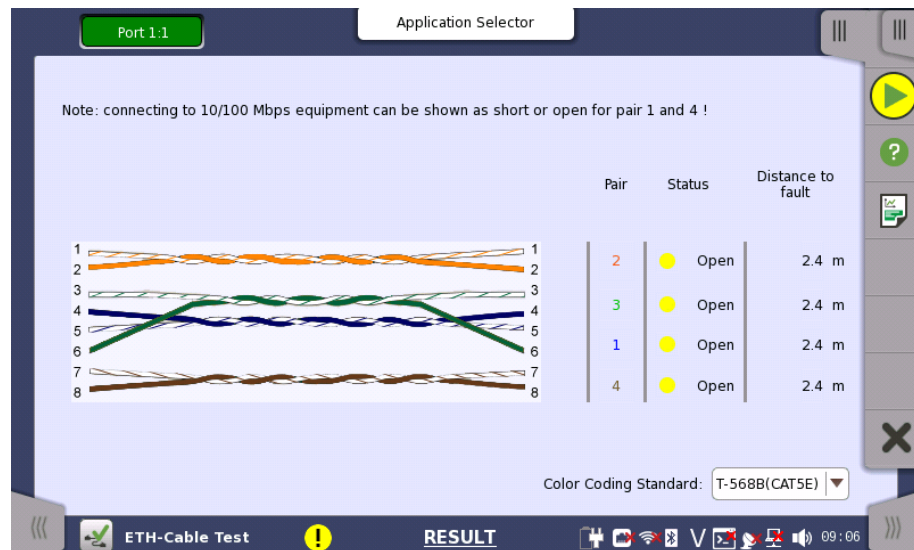 Port 1:1
Application Selector
Note: connecting to 10/100 Mbps equipment can be shown as short or open for pair 1 and 4 !
Pair Status Distance to fault
1 1
2 2
3 3
4 4
5 5
6 6
7 7
8 8
2 Open 2.4 m
3 Open 2.4 m
1 Open 2.4 m
4 Open 2.4 m
Color Coding Standard: T-568B(CAT5E)
ETH-Cable Test ! RESULT V 09:06